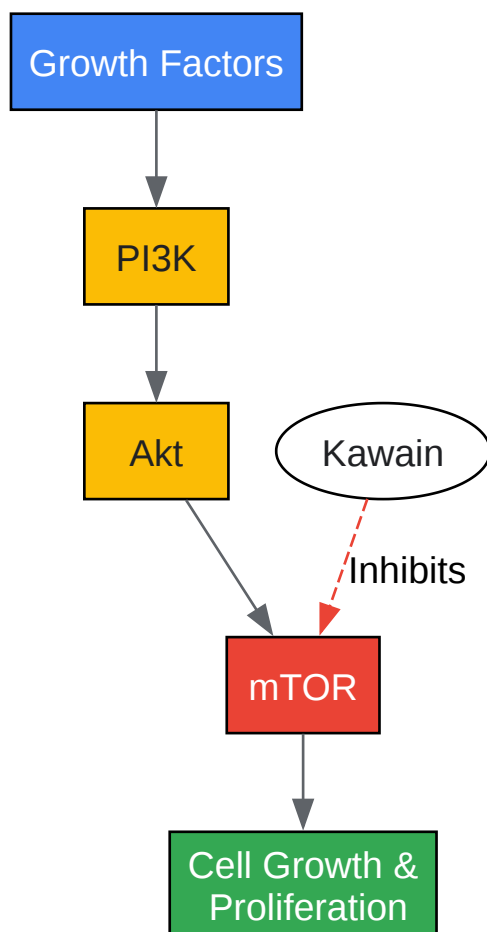 Growth Factors
PI3K
Akt
Kawain
Inhibits
mTOR
Cell Growth &
Proliferation